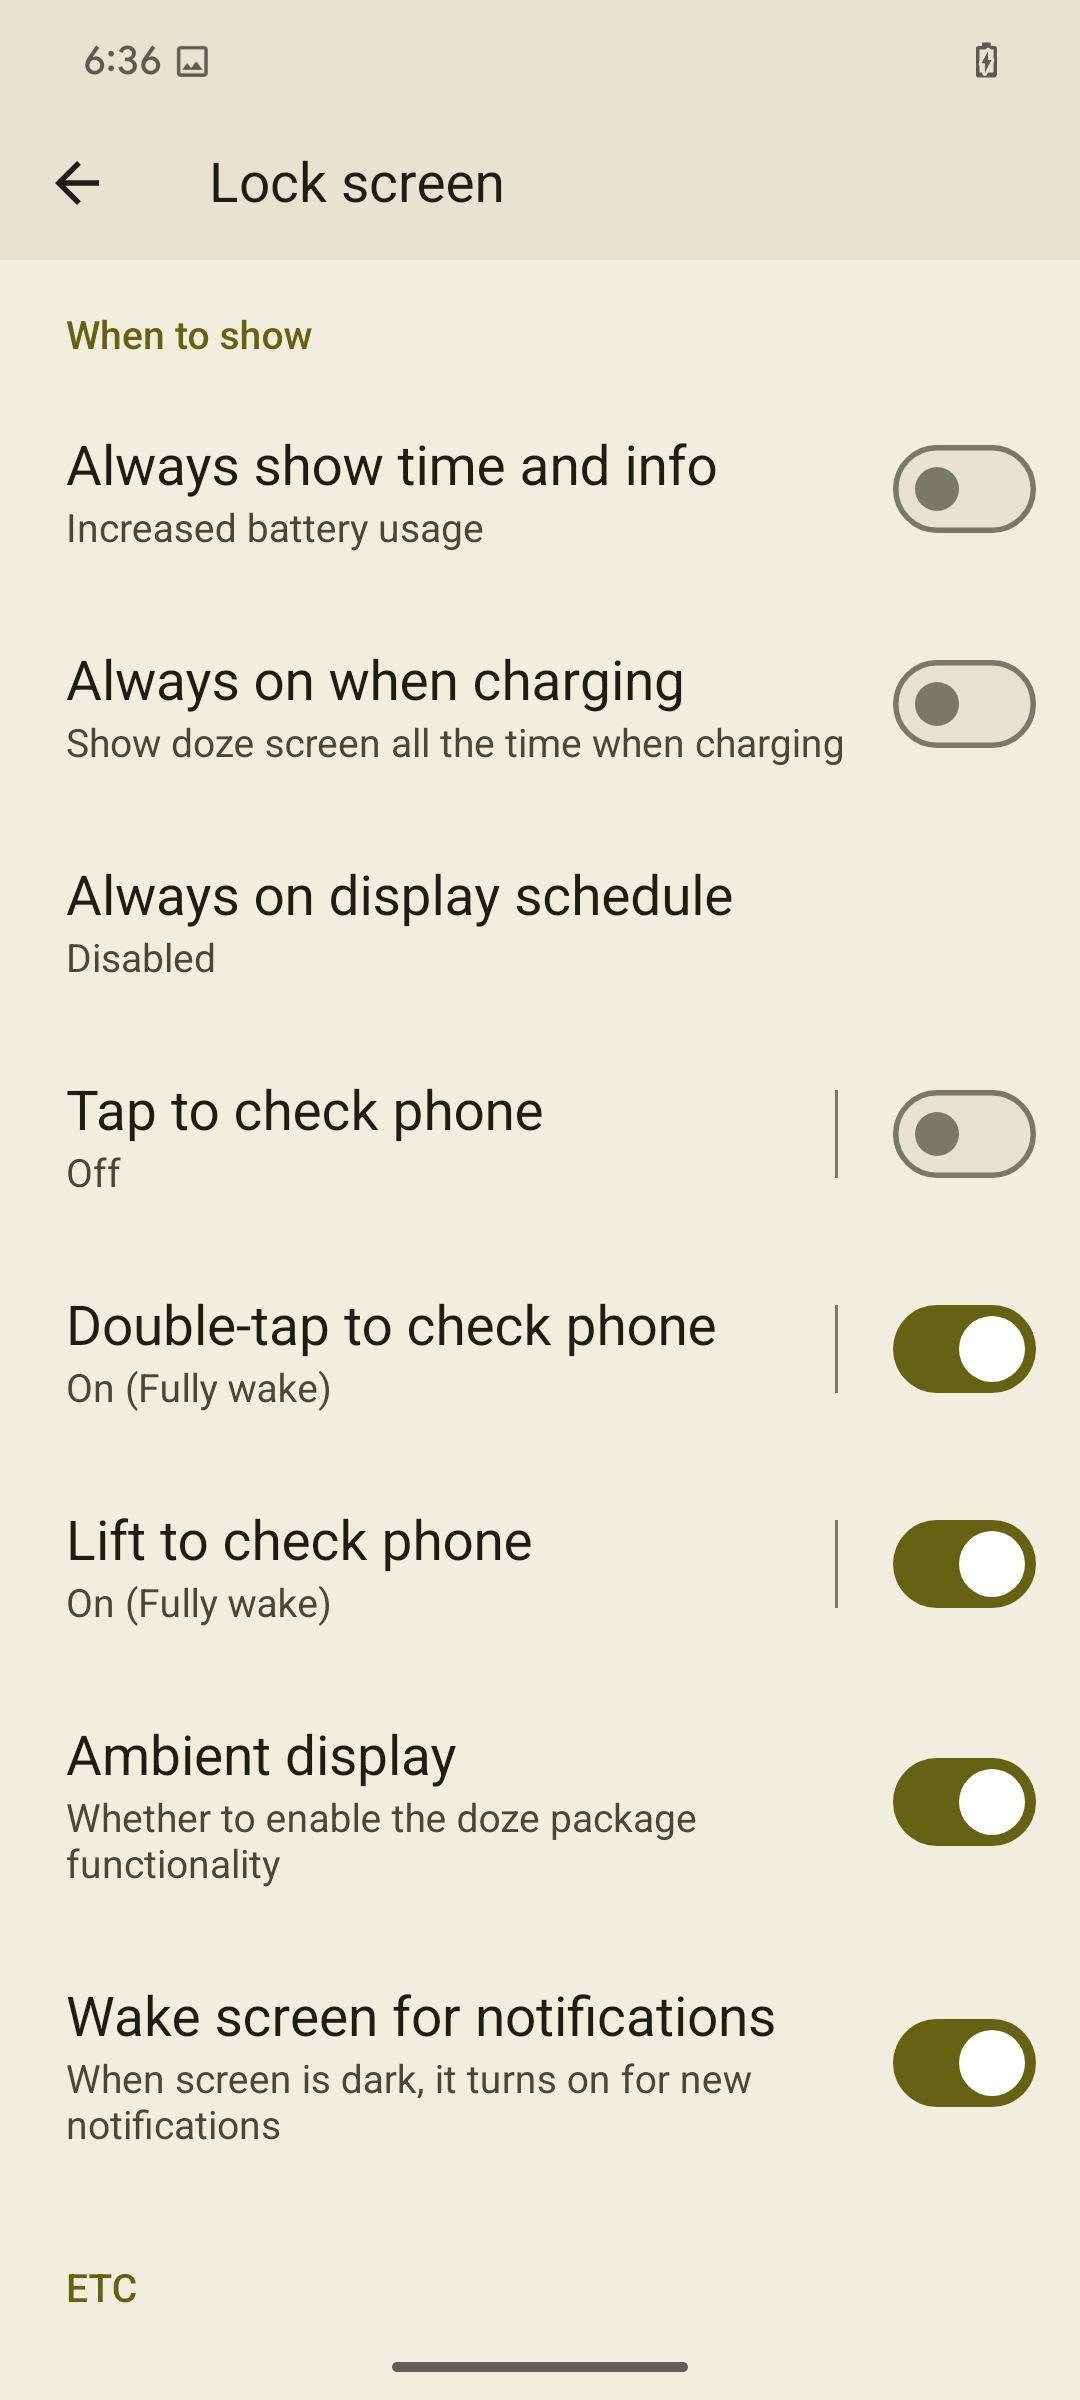 6:36
Lock screen
When to show
Always show time and info
Increased battery usage
Always on when charging
Show doze screen all the time when charging
Always on display schedule
Disabled
Tap to check phone
Off
Double-tap to check phone
On (Fully wake)
Lift to check phone
On (Fully wake)
Ambient display
Whether to enable the doze package
functionality
Wake screen for notifications
When screen is dark, it turns on for new
notifications
ETC